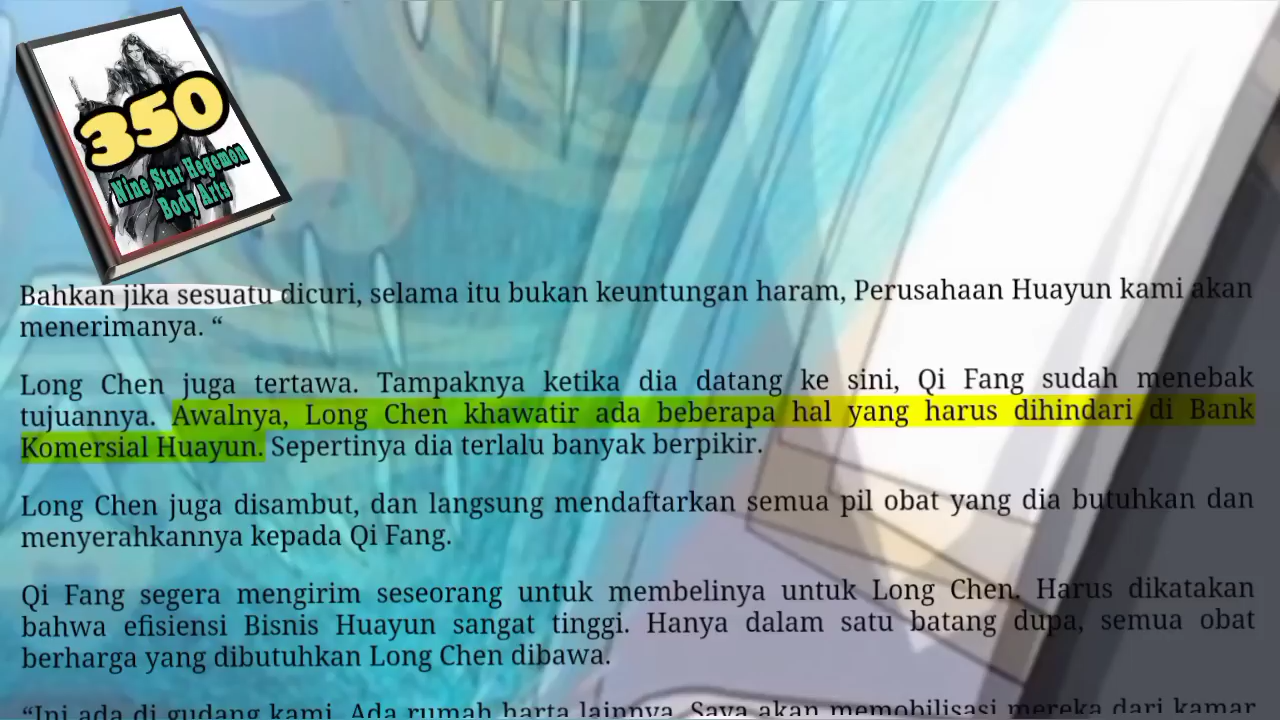 350
Nine Star Hegemon
Body Arts
Bahkan jika sesuatu dicuri, selama itu bukan keuntungan haram, Perusahaan Huayun kami akan
menerimanya. “
Long Chen juga tertawa. Tampaknya ketika dia datang ke sini, Qi Fang sudah menebak
tujuannya. Awalnya, Long Chen khawatir ada beberapa hal yang harus dihindari di Bank
Komersial Huayun. Sepertinya dia terlalu banyak berpikir.
Long Chen juga disambut, dan langsung mendaftarkan semua pil obat yang dia butuhkan dan
menyerahkannya kepada Qi Fang.
Qi Fang segera mengirim seseorang untuk membelinya untuk Long Chen. Harus dikatakan
bahwa efisiensi Bisnis Huayun sangat tinggi. Hanya dalam satu batang dupa, semua obat
berharga yang dibutuhkan Long Chen dibawa.
“Ini ada di gudang kami. Ada rumah harta lainnya. Saya akan memobilisasi mereka dari kamar